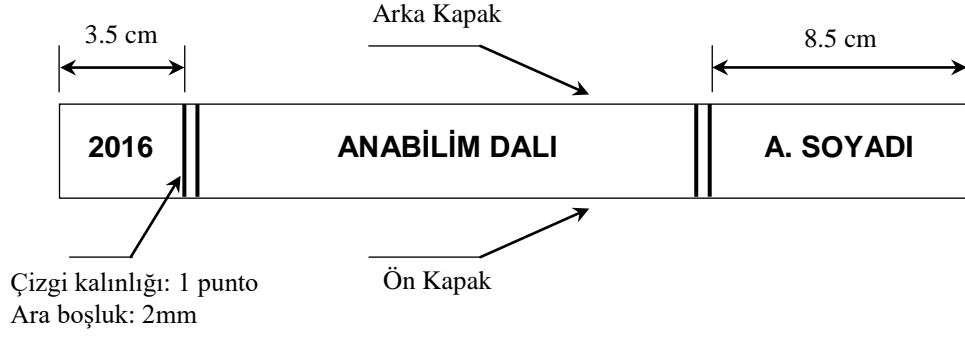 Arka Kapak
3.5 cm
8.5 cm
2016
ANABİLİM DALI
A. SOYADI
Çizgi kalınlığı: 1 punto
Ara boşluk: 2mm
Ön Kapak